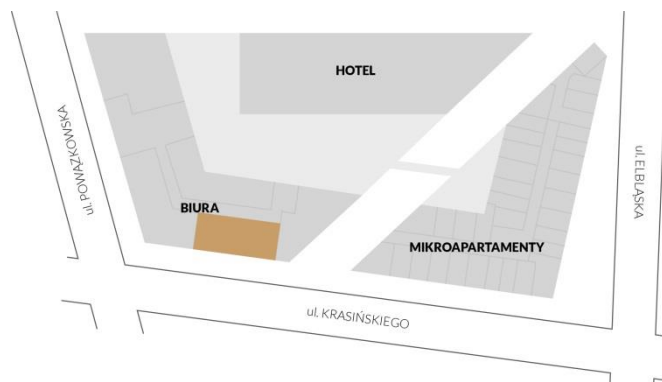 HOTEL
ul. POWĄZKOWSKA
ul. ELBLĄSKA
BIURA
MIKROAPARTAMENTY
ul. KRASIŃSKIEGO